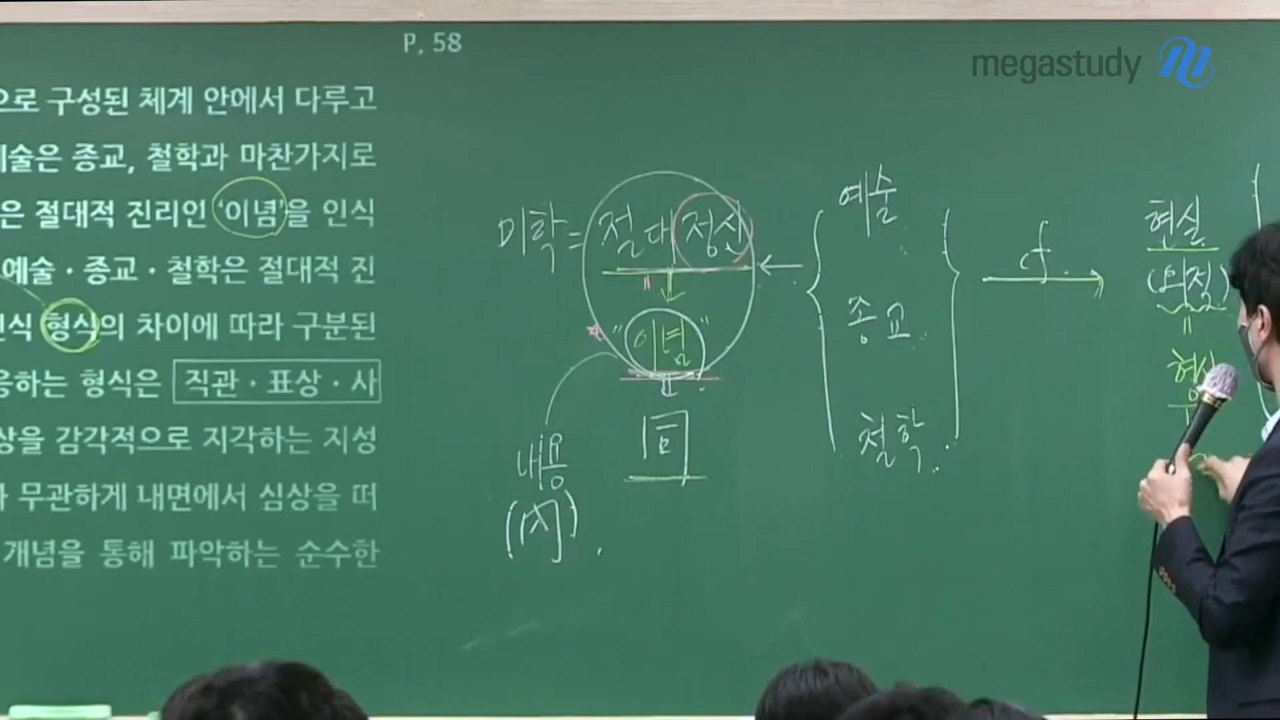 P. 58
megastudy
으로 구성된 체계 안에서 다루고
예술은 종교, 철학과 마찬가지로
은 절대적 진리인 '이념'을 인식
예술·종교·철학은 절대적 진
인식 형식의 차이에 따라 구분된
응하는 형식은 직관·표상·사
상을 감각적으로 지각하는 지성
무관하게 내면에서 심상을 떠
개념을 통해 파악하는 순수한
미학 = 절대정신
"이념"
同
내용
(內)
예술
종교
철학
현실